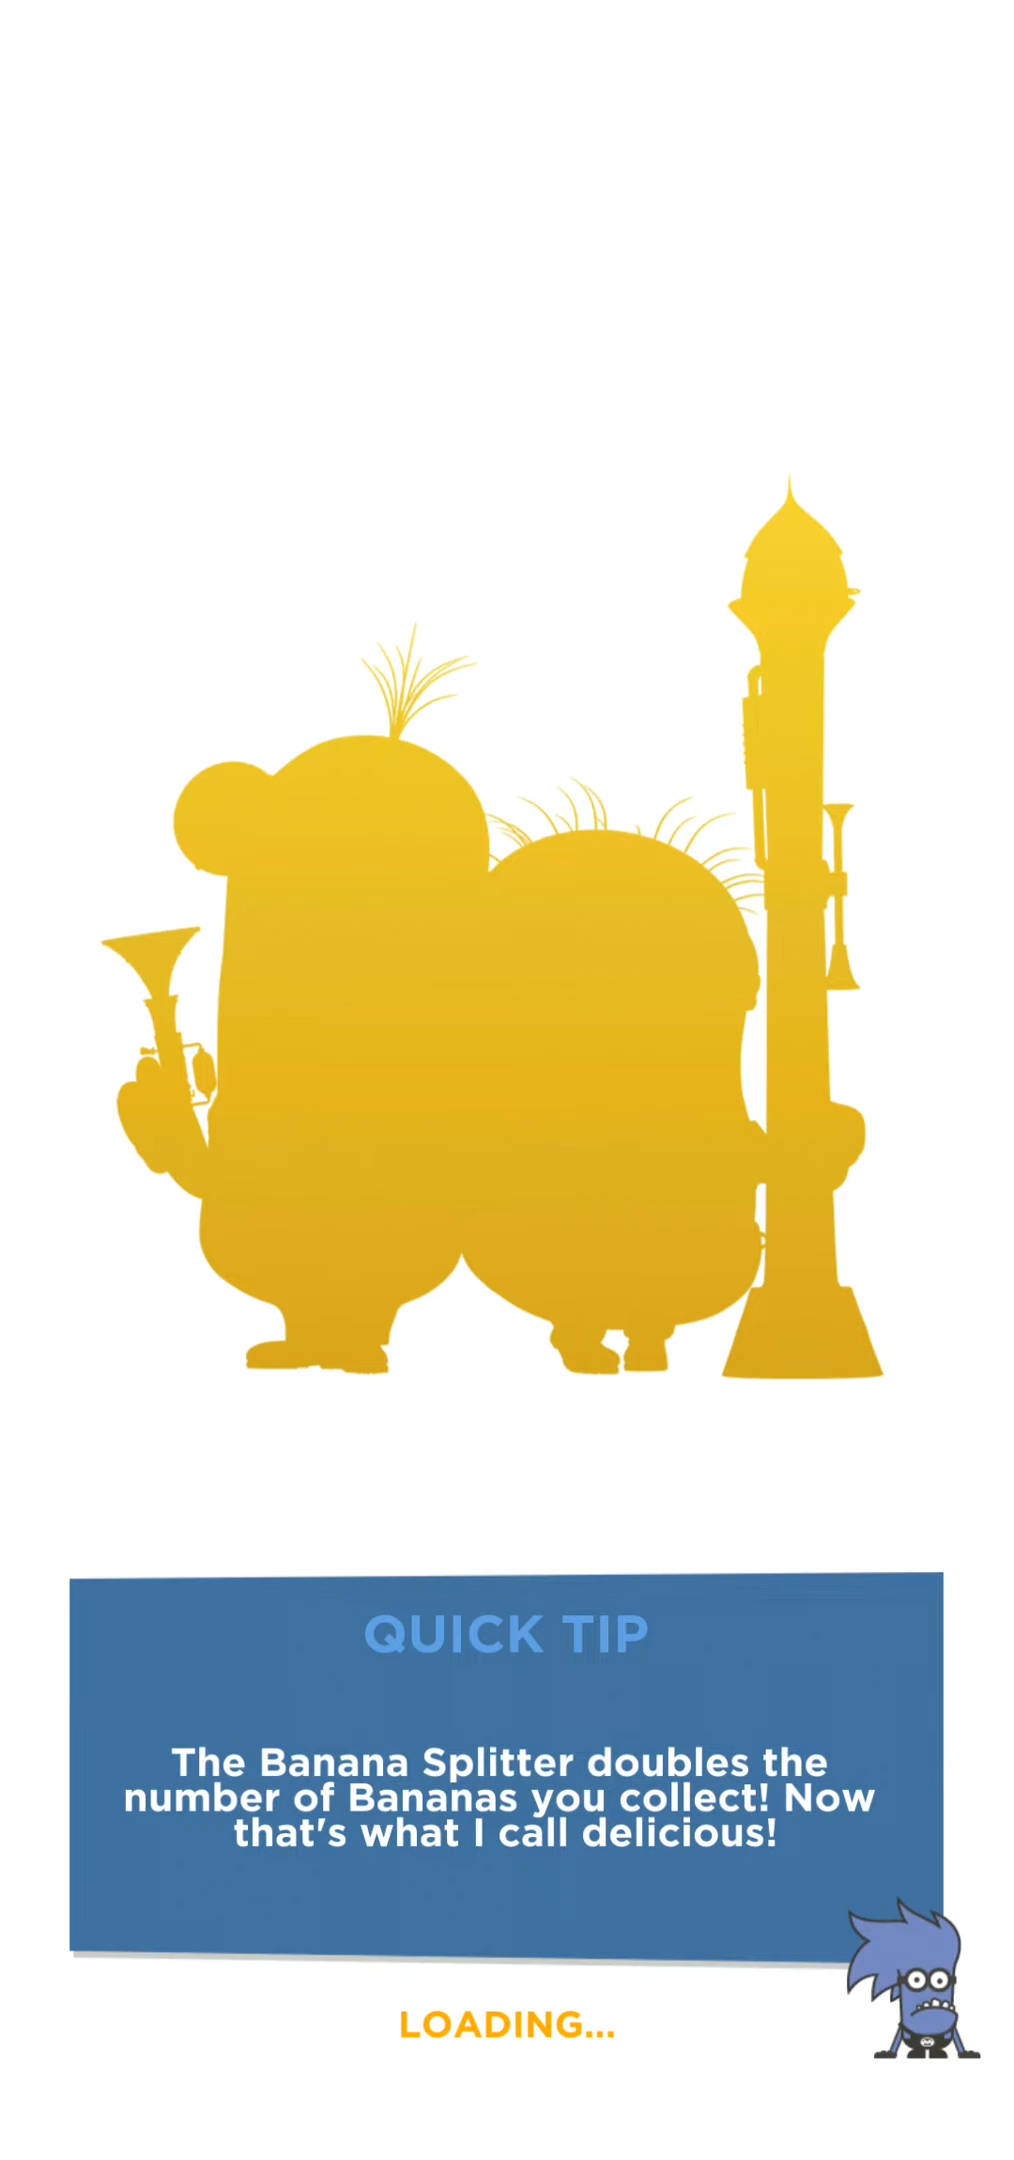 QUICK TIP
The Banana Splitter doubles the
number of Bananas you collect! Now
that's what I call delicious!
LOADING...